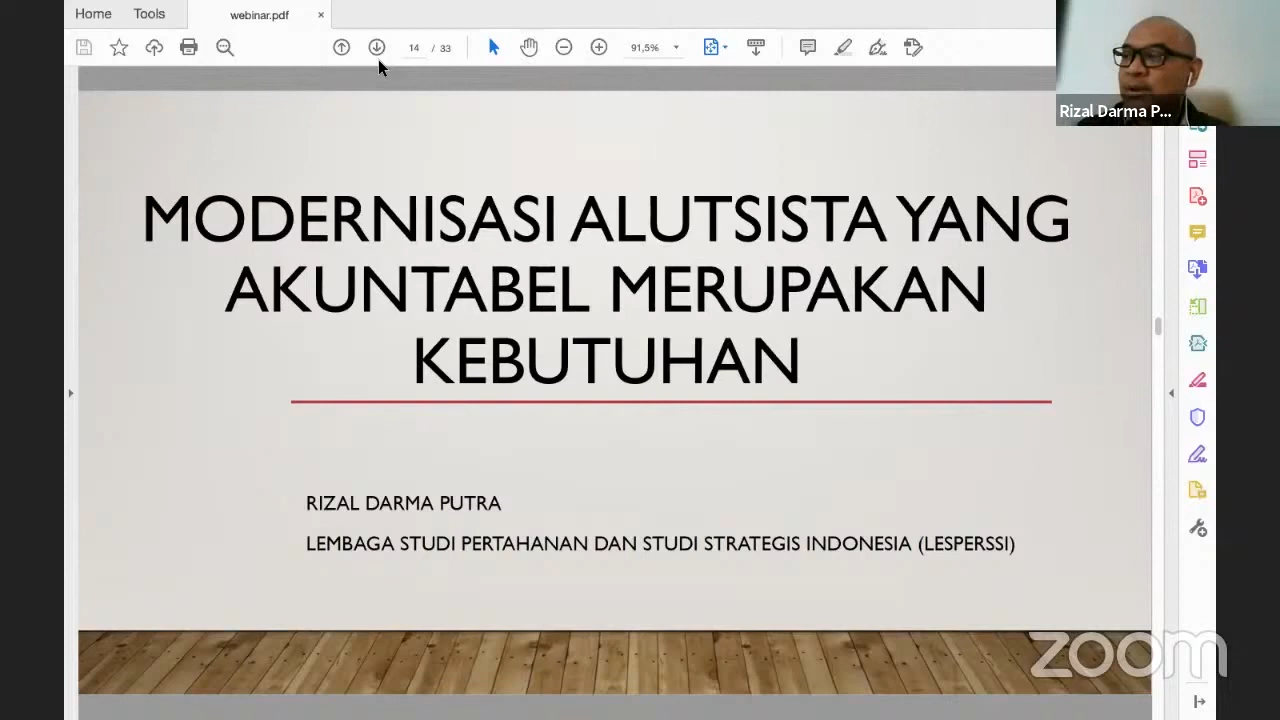 Home Tools webinar.pdf ×
14 / 33 91,5%
Rizal Darma P...
MODERNISASI ALUTSISTA YANG
AKUNTABEL MERUPAKAN
KEBUTUHAN
RIZAL DARMA PUTRA
LEMBAGA STUDI PERTAHANAN DAN STUDI STRATEGIS INDONESIA (LESPERSSI)
zoom